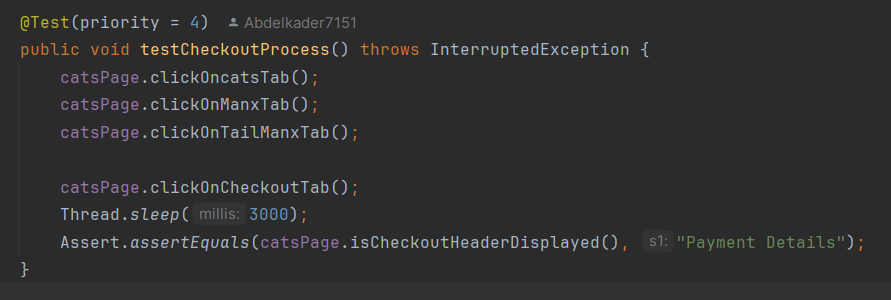 @Test(priority = 4) Abdelkader7151
public void testCheckoutProcess() throws InterruptedException {
catsPage.clickOncatsTab();
catsPage.clickOnManxTab();
catsPage.clickOnTailManxTab();
catsPage.clickOnCheckoutTab();
Thread.sleep( millis: 3000);
Assert.assertEquals(catsPage.isCheckoutHeaderDisplayed(), s1: "Payment Details");
}